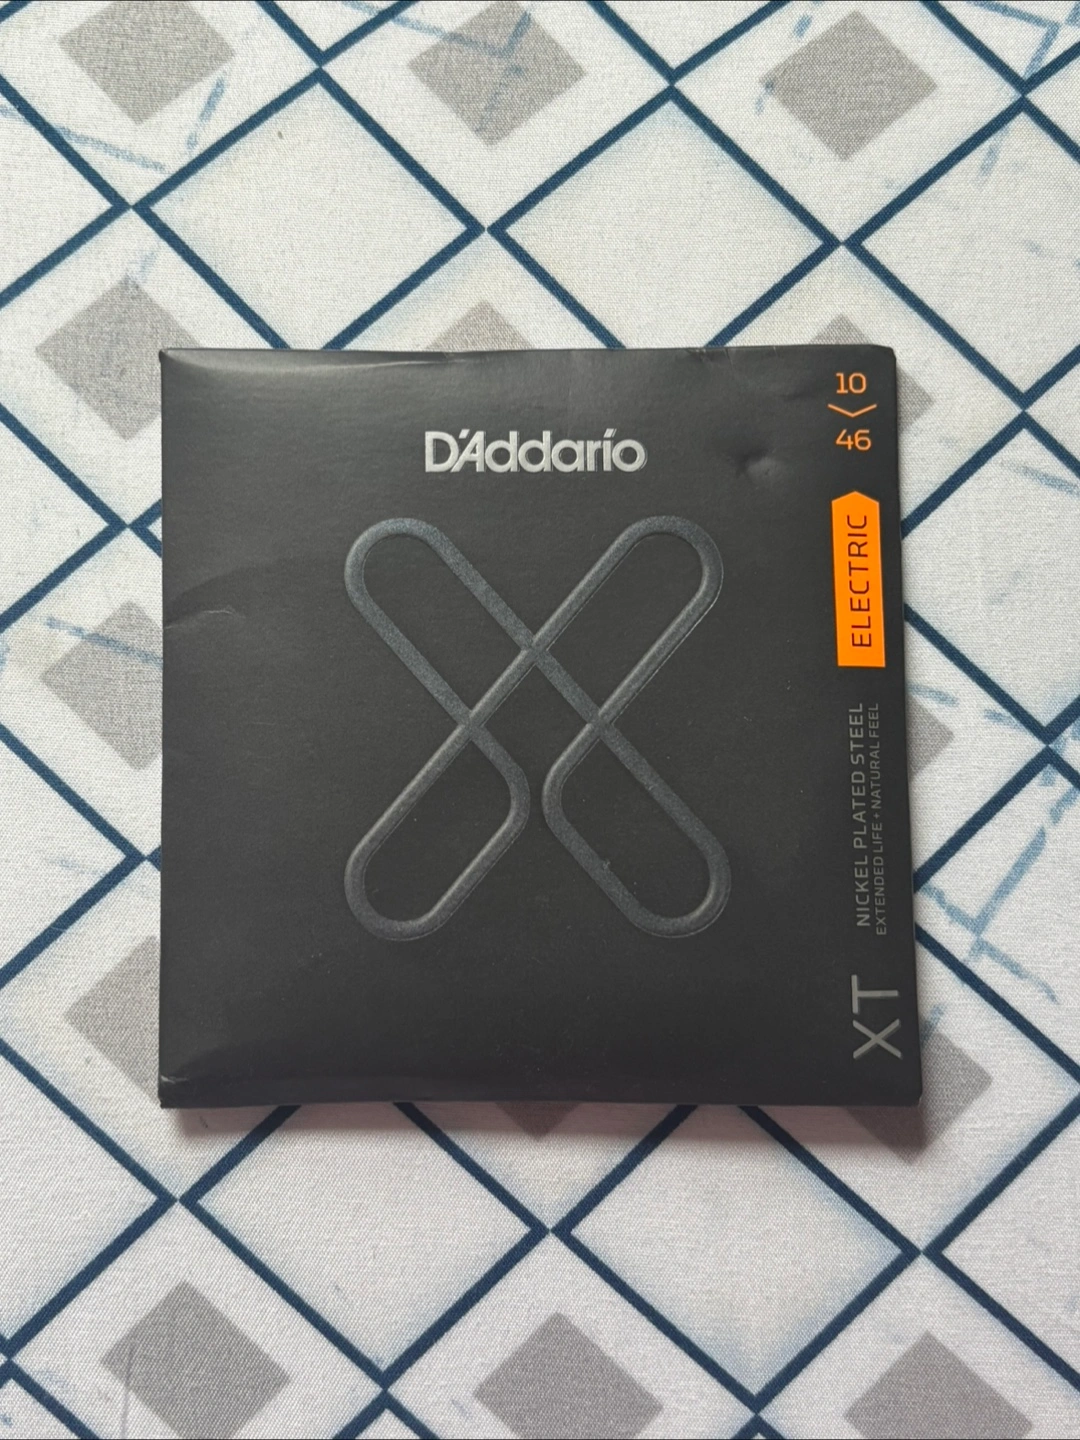 D'Addario
10
46
ELECTRIC
NICKEL PLATED STEEL
EXTENDED LIFE • NATURAL FEEL
XT